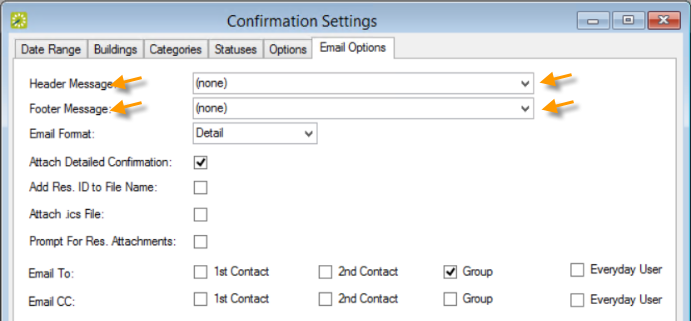 Confirmation Settings
Date Range Buildings Categories Statuses Options Email Options
Header Message: (none)
Footer Message: (none)
Email Format: Detail
Attach Detailed Confirmation:
Add Res. ID to File Name:
Attach .ics File:
Prompt For Res. Attachments:
Email To: 1st Contact 2nd Contact Group Everyday User
Email CC: 1st Contact 2nd Contact Group Everyday User